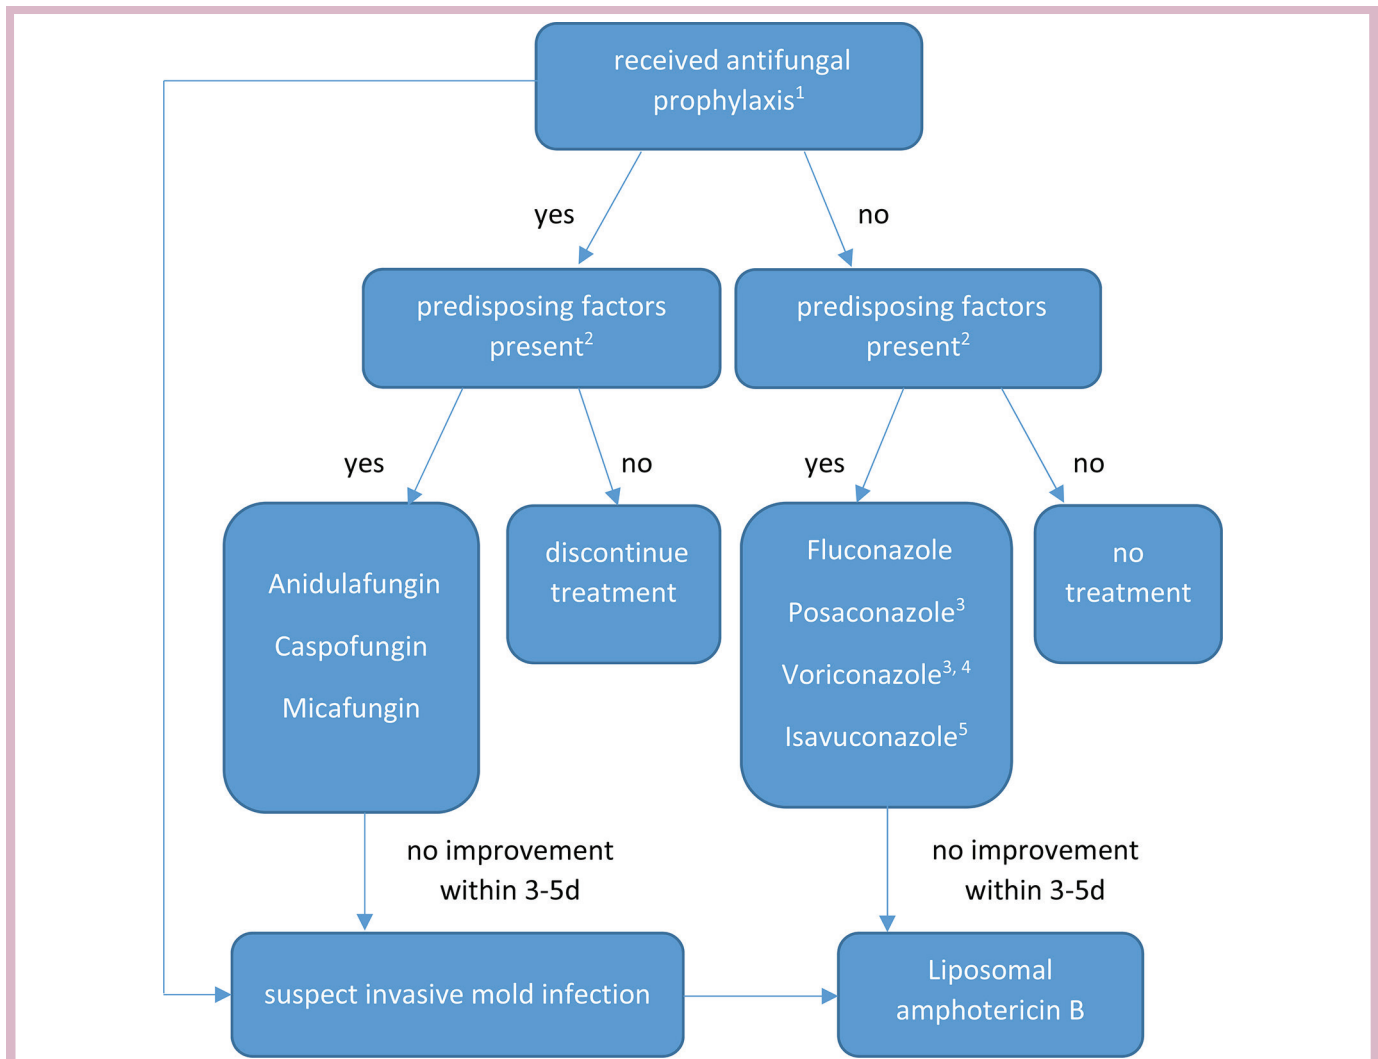 received antifungal
prophylaxis1
yes
no
predisposing factors
present2
predisposing factors
present2
yes
no
yes
no
Anidulafungin
Caspofungin
Micafungin
discontinue
treatment
Fluconazole
Posaconazole3
Voriconazole3, 4
Isavuconazole5
no
treatment
no improvement
within 3-5d
no improvement
within 3-5d
suspect invasive mold infection
Liposomal
amphotericin B